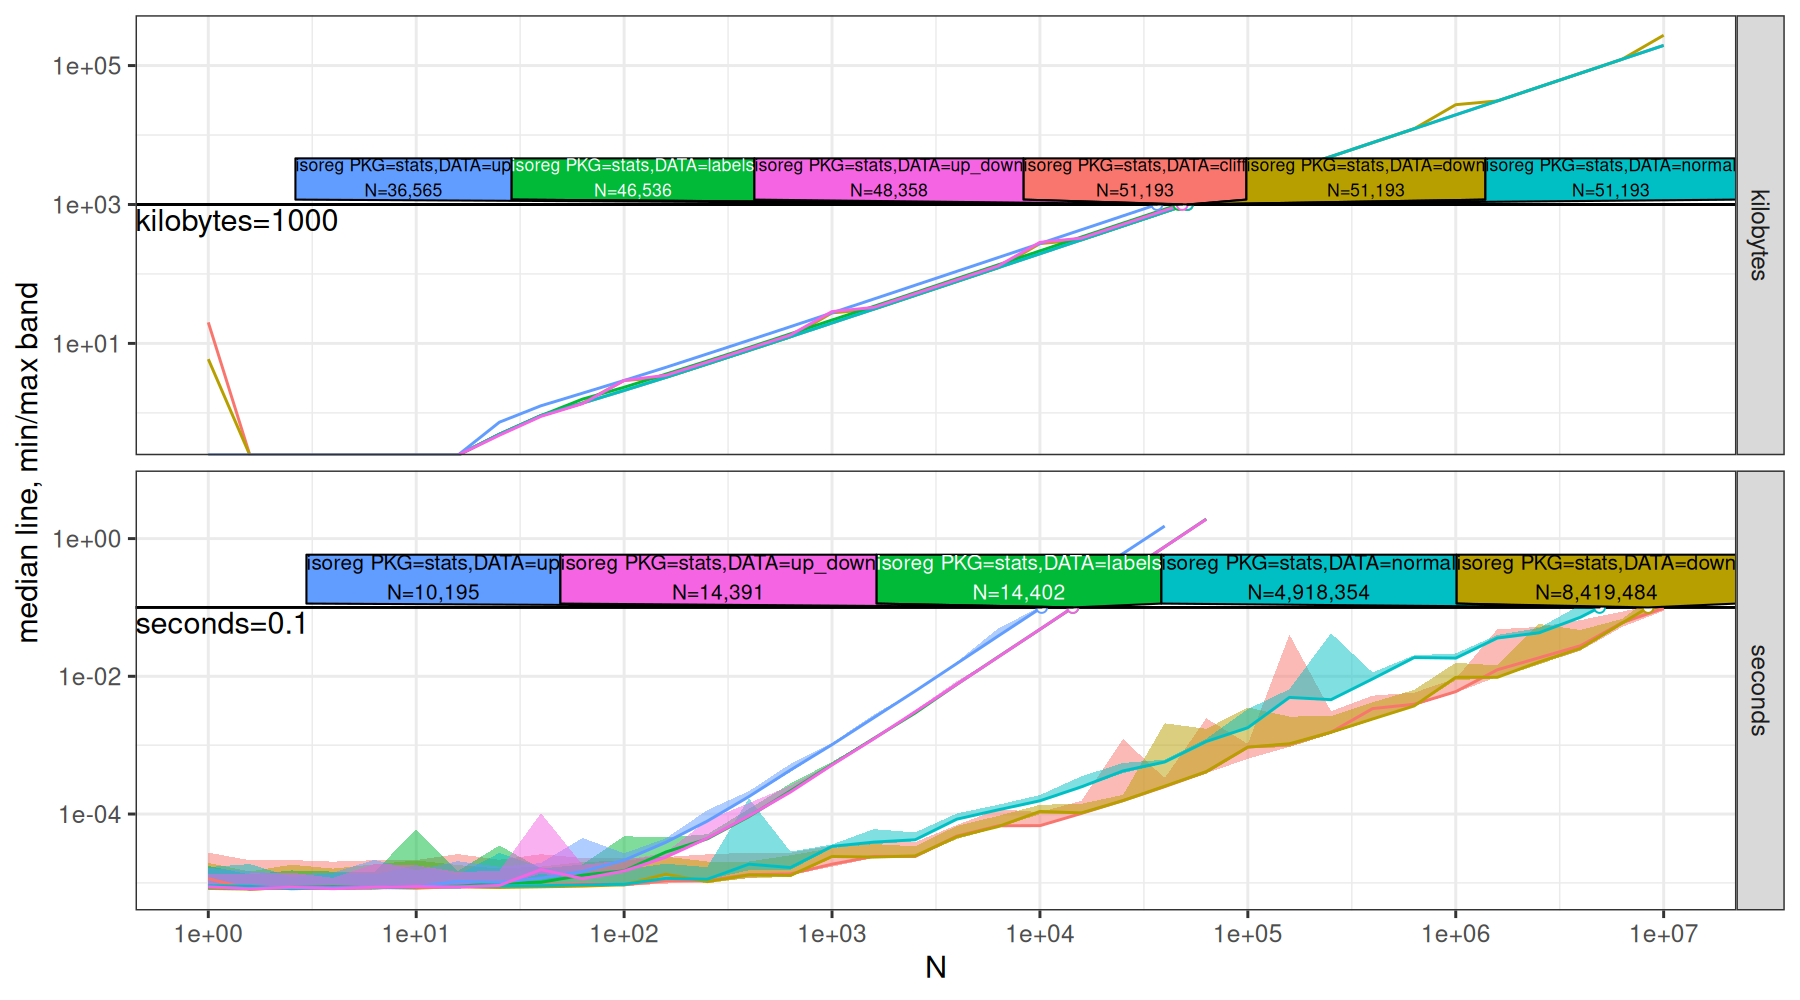 1e+05
1e+03
1e+01
isoreg PKG=stats,DATA=up
N=36,565
isoreg PKG=stats,DATA=labels
N=46,536
isoreg PKG=stats,DATA=up_down
N=48,358
isoreg PKG=stats,DATA=cliff
N=51,193
isoreg PKG=stats,DATA=down
N=51,193
isoreg PKG=stats,DATA=normal
N=51,193
kilobytes=1000
kilobytes
median line, min/max band
1e+00
1e-02
1e-04
isoreg PKG=stats,DATA=up
N=10,195
isoreg PKG=stats,DATA=up_down
N=14,391
isoreg PKG=stats,DATA=labels
N=14,402
isoreg PKG=stats,DATA=normal
N=4,918,354
isoreg PKG=stats,DATA=down
N=8,419,484
seconds=0.1
seconds
1e+00
1e+01
1e+02
1e+03
1e+04
1e+05
1e+06
1e+07
N